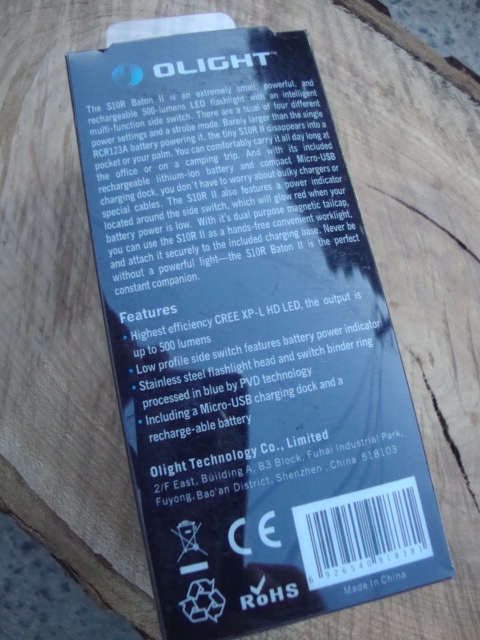 OLIGHT™
The S10R Baton II is an extremely small, powerful, and
rechargeable 500-lumens LED flashlight with an intelligent
multi-function side switch. There are a total of four different
power settings and a strobe mode. Barely larger than the single
RCR123A battery powering it, the tiny S10R II disappears into a
pocket or your palm. You can comfortably carry it all day long at
the office or on a camping trip. And with its included
rechargeable lithium-ion battery and compact Micro-USB
charging dock, you don't have to worry about bulky chargers or
special cables. The S10R II also features a power indicator
located around the side switch, which will glow red when your
battery power is low. With it's dual purpose magnetic tailcap,
you can use the S10R II as a hands-free convenient worklight,
and attach it securely to the included charging base. Never be
without a powerful light—the S10R Baton II is the perfect
constant companion.
Features
• Highest efficiency CREE XP-L HD LED, the output is
up to 500 lumens
• Low profile side switch features battery power indicator
• Stainless steel flashlight head and switch binder ring
processed in blue by PVD technology
• Including a Micro-USB charging dock and a
recharge-able battery
Olight Technology Co., Limited
2/F East, Building A, B3 Block, Fuhai Industrial Park,
Fuyong, Bao'an District, Shenzhen, China 518103
CE
RoHS
6 926540 918381
Made In China